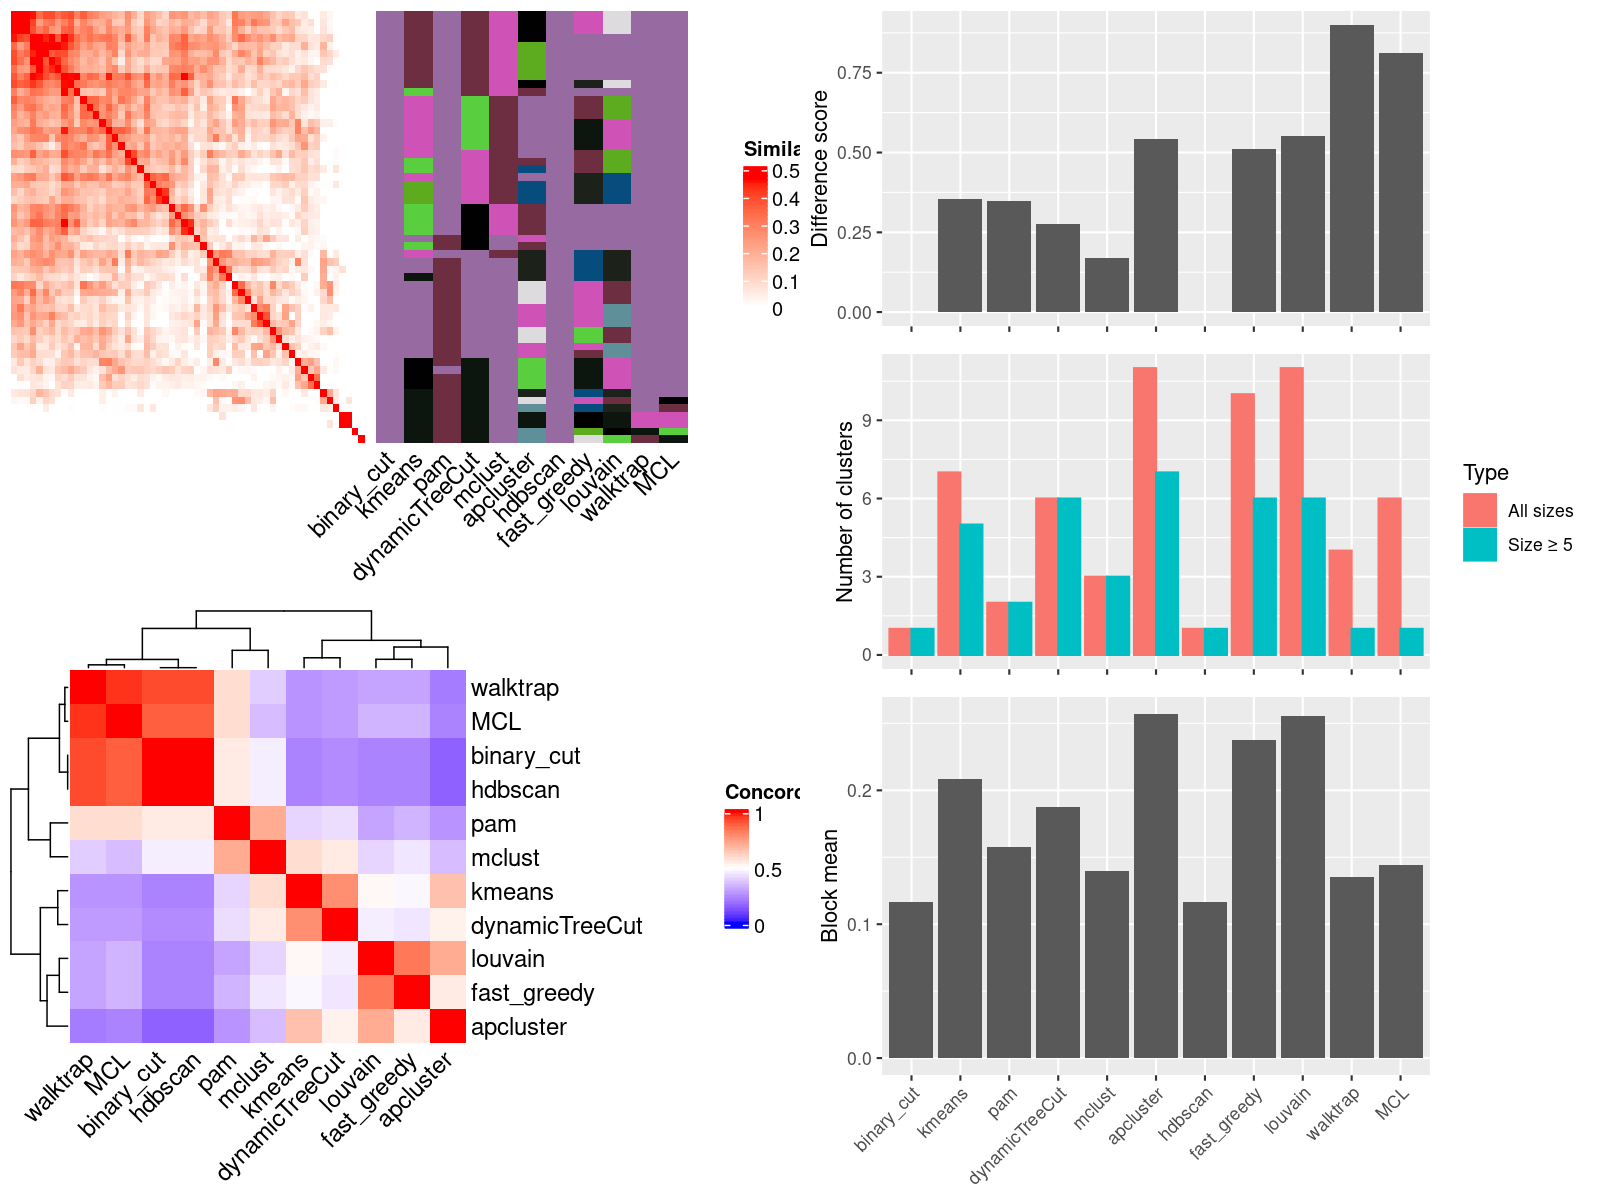 Simila
0.5
0.4
0.3
0.2
0.1
0
binary_cut
kmeans
pam
dynamicTreeCut
mclust
apcluster
hdbscan
fast_greedy
louvain
walktrap
MCL
walktrap
MCL
binary_cut
hdbscan
pam
mclust
kmeans
dynamicTreeCut
louvain
fast_greedy
apcluster
walktrap
MCL
binary_cut
hdbscan
pam
mclust
kmeans
dynamicTreeCut
louvain
fast_greedy
apcluster
Concord
1
0.5
0
Difference score
0.75
0.50
0.25
0.00
Number of clusters
9
6
3
0
Type
All sizes
Size ≥ 5
Block mean
0.2
0.1
0.0
binary_cut
kmeans
pam
dynamicTreeCut
mclust
apcluster
hdbscan
fast_greedy
louvain
walktrap
MCL